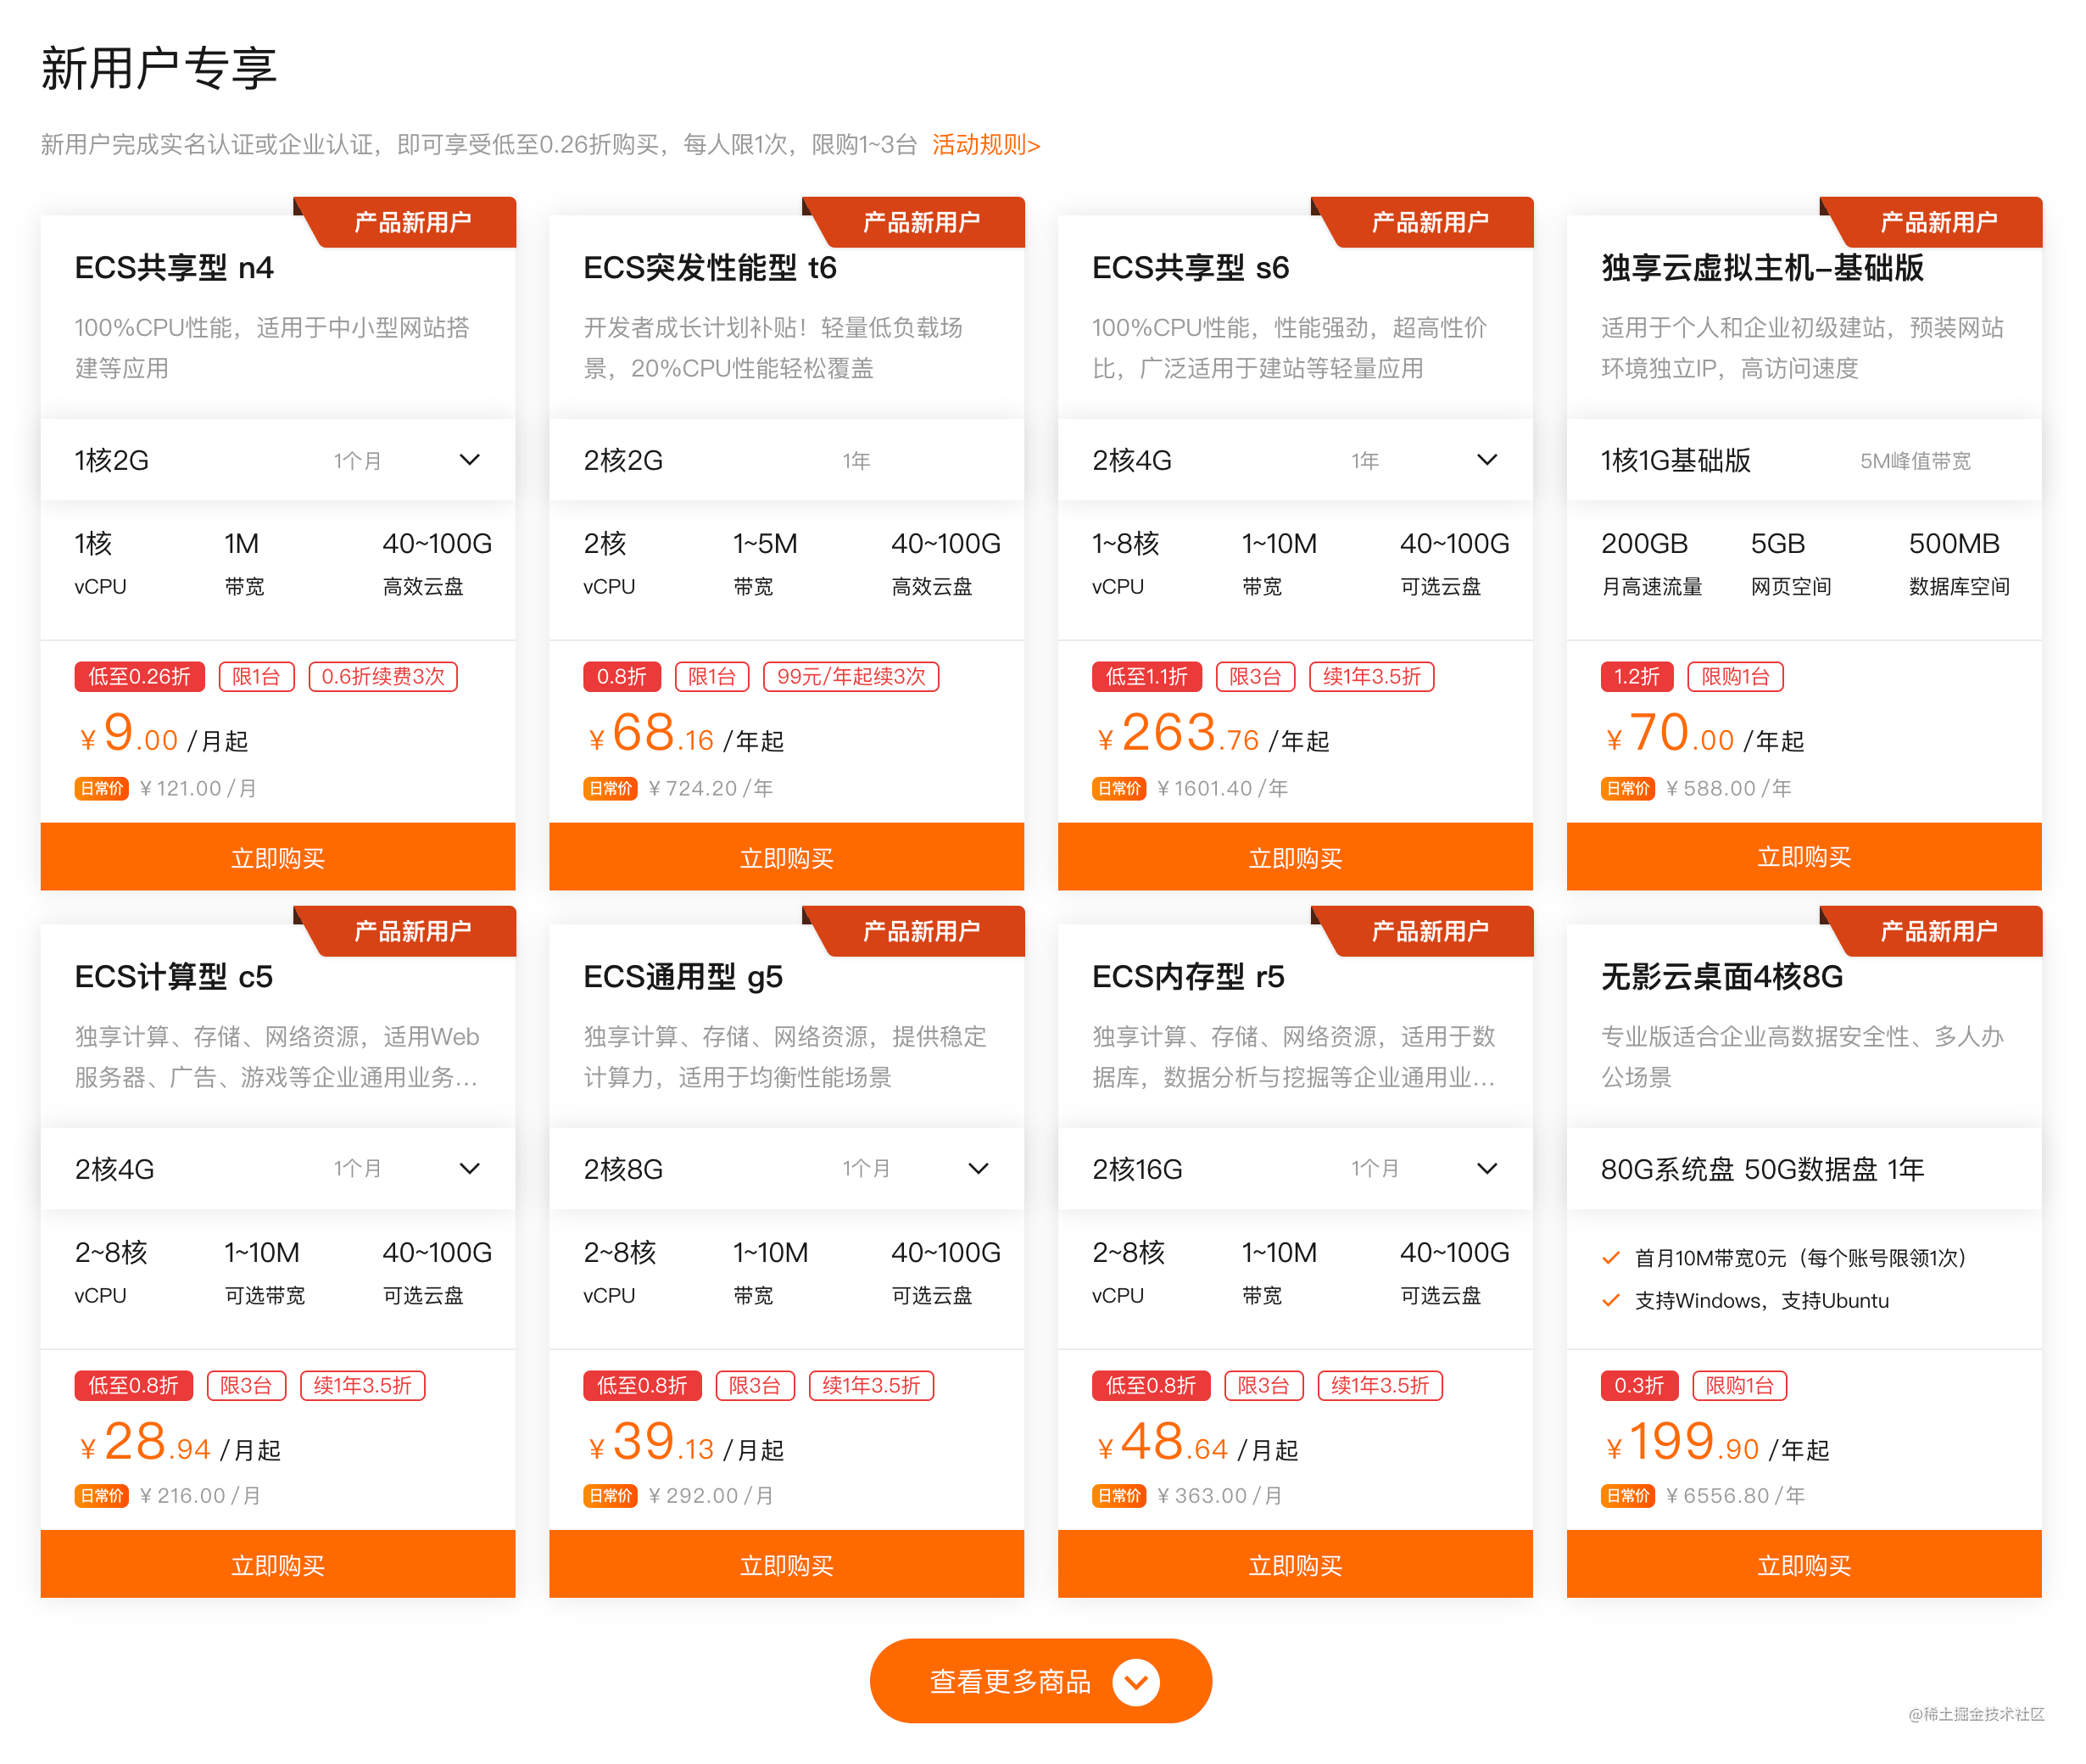 新用户专享
新用户完成实名认证或企业认证，即可享受低至0.26折购买，每人限1次，限购1~3台 活动规则>
产品新用户
ECS共享型 n4
100%CPU性能，适用于中小型网站搭
建等应用
1核2G 1个月
1核 1M 40~100G
vCPU 带宽 高效云盘
低至0.26折 限1台 0.6折续费3次
¥ 9.00 /月起
日常价 ¥ 121.00 /月
立即购买
产品新用户
ECS突发性能型 t6
开发者成长计划补贴！轻量低负载场
景，20%CPU性能轻松覆盖
2核2G 1年
2核 1~5M 40~100G
vCPU 带宽 高效云盘
0.8折 限1台 99元/年起续3次
¥ 68.16 /年起
日常价 ¥ 724.20 /年
立即购买
产品新用户
ECS共享型 s6
100%CPU性能，性能强劲，超高性价
比，广泛适用于建站等轻量应用
2核4G 1年
1~8核 1~10M 40~100G
vCPU 带宽 可选云盘
低至1.1折 限3台 续1年3.5折
¥ 263.76 /年起
日常价 ¥ 1601.40 /年
立即购买
产品新用户
独享云虚拟主机–基础版
适用于个人和企业初级建站，预装网站
环境独立IP，高访问速度
1核1G基础版 5M峰值带宽
200GB 5GB 500MB
月高速流量 网页空间 数据库空间
1.2折 限购1台
¥ 70.00 /年起
日常价 ¥ 588.00 /年
立即购买
产品新用户
ECS计算型 c5
独享计算、存储、网络资源，适用Web
服务器、广告、游戏等企业通用业务...
2核4G 1个月
2~8核 1~10M 40~100G
vCPU 可选带宽 可选云盘
低至0.8折 限3台 续1年3.5折
¥ 28.94 /月起
日常价 ¥ 216.00 /月
立即购买
产品新用户
ECS通用型 g5
独享计算、存储、网络资源，提供稳定
计算力，适用于均衡性能场景
2核8G 1个月
2~8核 1~10M 40~100G
vCPU 带宽 可选云盘
低至0.8折 限3台 续1年3.5折
¥ 39.13 /月起
日常价 ¥ 292.00 /月
立即购买
产品新用户
ECS内存型 r5
独享计算、存储、网络资源，适用于数
据库，数据分析与挖掘等企业通用业...
2核16G 1个月
2~8核 1~10M 40~100G
vCPU 带宽 可选云盘
低至0.8折 限3台 续1年3.5折
¥ 48.64 /月起
日常价 ¥ 363.00 /月
立即购买
产品新用户
无影云桌面4核8G
专业版适合企业高数据安全性、多人办
公场景
80G系统盘 50G数据盘 1年
首月10M带宽0元（每个账号限领1次）
支持Windows，支持Ubuntu
0.3折 限购1台
¥ 199.90 /年起
日常价 ¥ 6556.80 /年
立即购买
查看更多商品
@稀土掘金技术社区